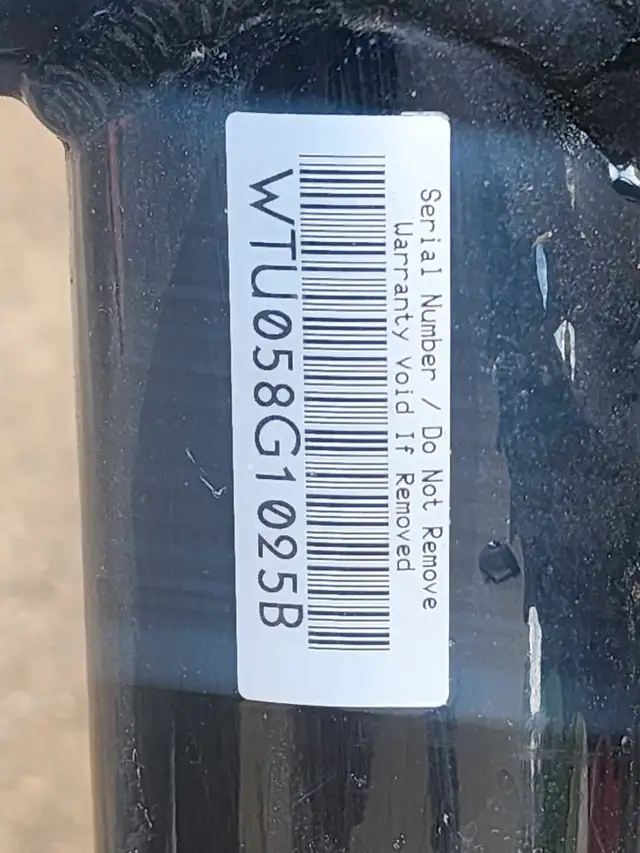 Serial Number / Do Not Remove
Warranty Void If Removed
WTU058G1025B